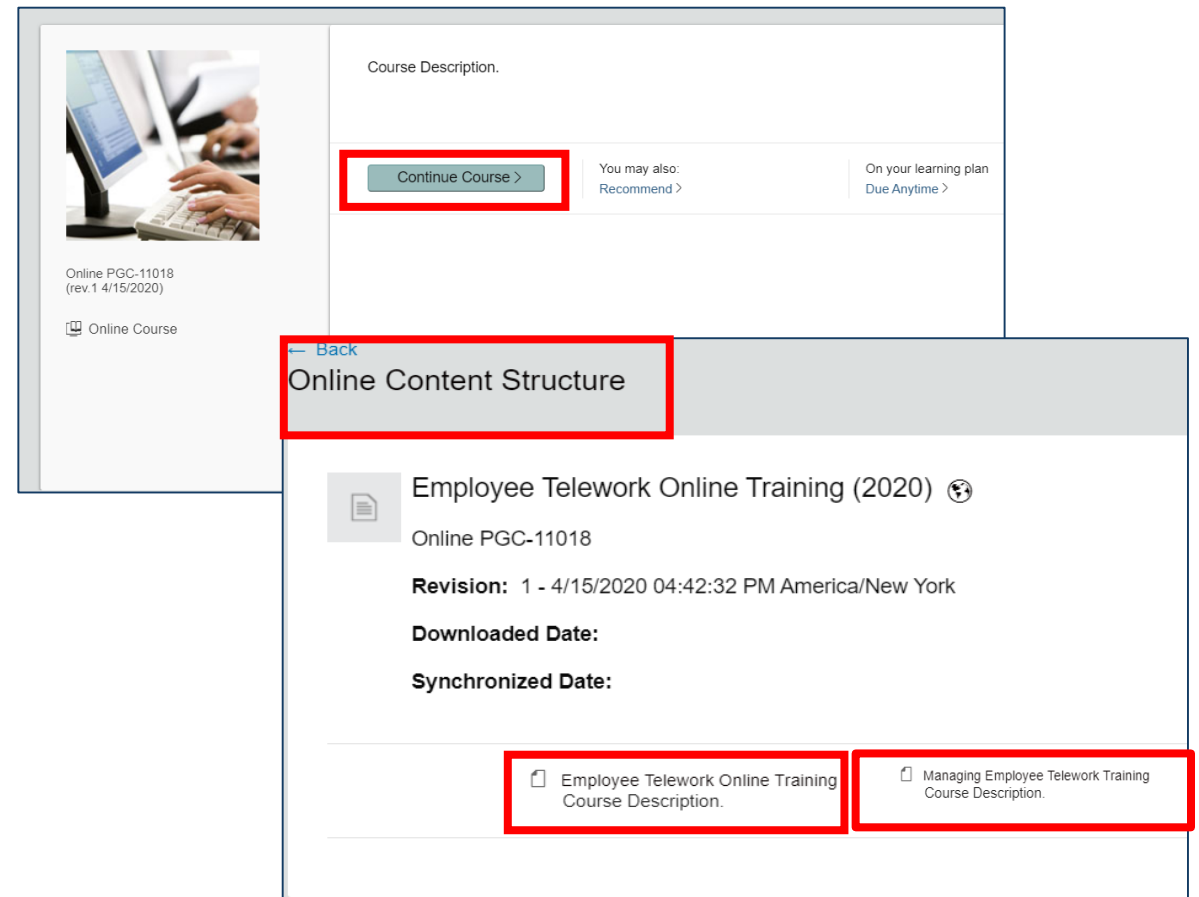 Course Description.
Continue Course >
You may also:
Recommend >
On your learning plan
Due Anytime >
Online PGC-11018
(rev.1 4/15/2020)
Online Course
← Back
Online Content Structure
Employee Telework Online Training (2020)
Online PGC-11018
Revision: 1 - 4/15/2020 04:42:32 PM America/New York
Downloaded Date:
Synchronized Date:
Employee Telework Online Training
Course Description.
Managing Employee Telework Training
Course Description.